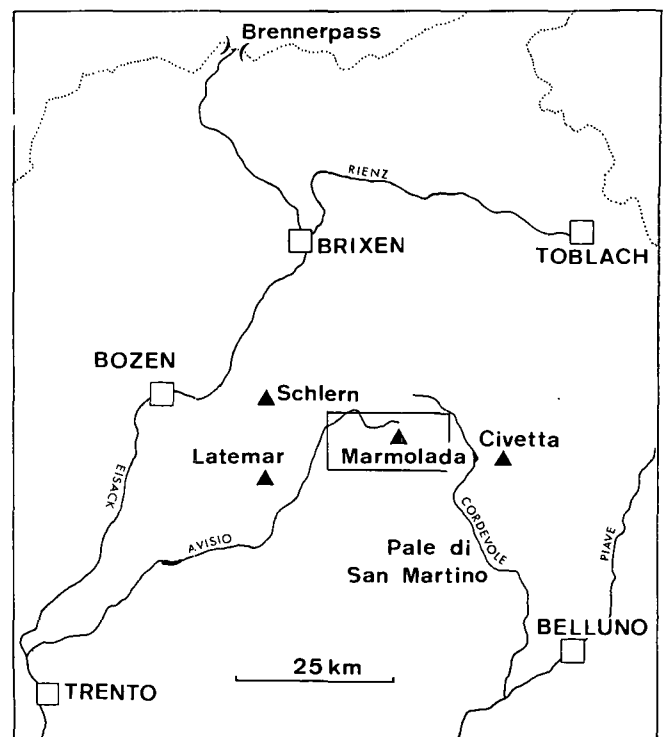 Brennerpass
RIENZ
BRIXEN
TOBLACH
BOZEN
Schlern
Latemar
Marmolada
Civetta
EISACK
AVISIO
CORDEVOLE
Pale di
San Martino
PIAVE
BELLUNO
25 km
TRENTO